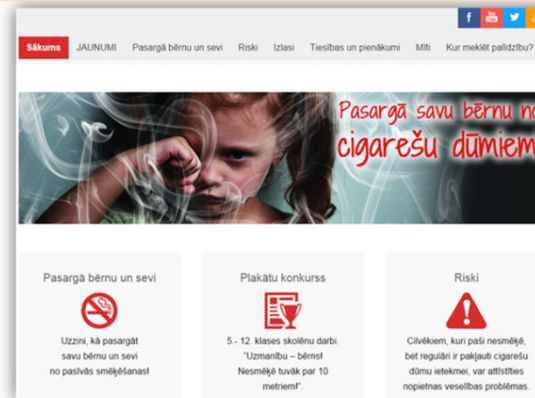 Sākums JAUNUMI Pasargā bērnu un sevi Riski Izlasi Tiesības un pienākumi Mīti Kur meklēt palīdzību?
Pasargā savu bērnu no
cigarešu dūmiem
Pasargā bērnu un sevi
Uzzini, kā pasargāt
savu bērnu un sevi
no pasīvās smēķēšanas!
Plakātu konkurss
5.- 12. klases skolēnu darbi.
"Uzmanību – bērns!
Nesmēķē tuvāk par 10
metriem!".
Riski
Cilvēkiem, kuri paši nesmēķē,
bet regulāri ir pakļauti cigarešu
dūmu ietekmei, var attīstīties
nopietnas veselības problēmas.